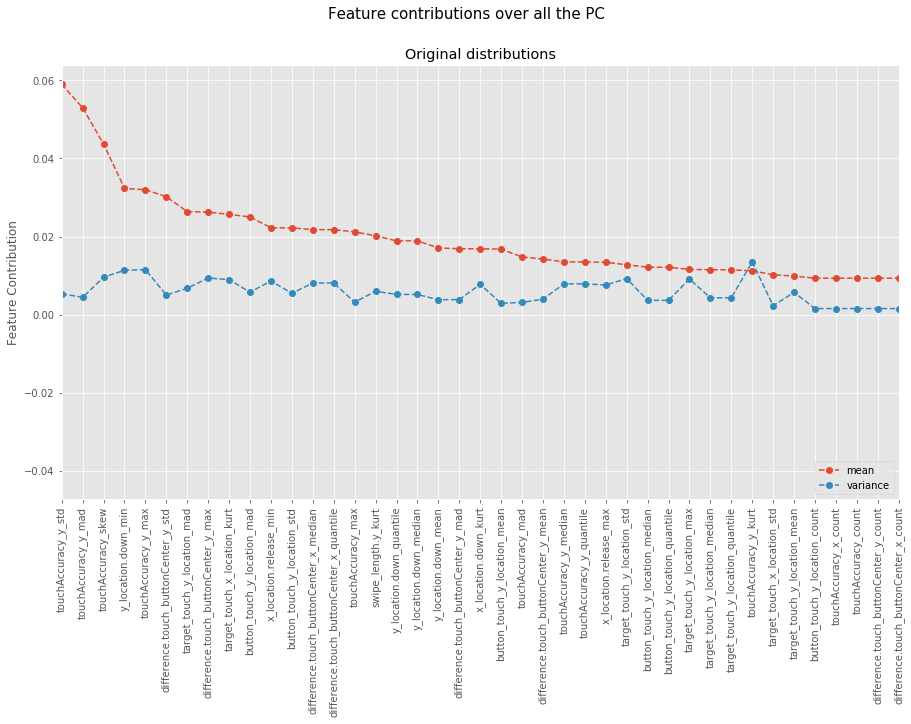 Feature contributions over all the PC
Original distributions
Feature Contribution
0.06
0.04
0.02
0.00
−0.02
−0.04
mean
variance
touchAccuracy_y_std
touchAccuracy_y_mad
touchAccuracy_skew
y_location.down_min
touchAccuracy_y_max
difference.touch_buttonCenter_y_std
target_touch_y_location_mad
difference.touch_buttonCenter_y_max
target_touch_x_location_kurt
button_touch_y_location_mad
x_location.release_min
button_touch_y_location_std
difference.touch_buttonCenter_x_median
difference.touch_buttonCenter_x_quantile
touchAccuracy_max
swipe_length.y_kurt
y_location.down_quantile
y_location.down_median
y_location.down_mean
difference.touch_buttonCenter_y_mad
x_location.down_kurt
button_touch_y_location_mean
touchAccuracy_mad
difference.touch_buttonCenter_y_mean
touchAccuracy_y_median
touchAccuracy_y_quantile
x_location.release_max
target_touch_y_location_std
button_touch_y_location_median
button_touch_y_location_quantile
target_touch_y_location_max
target_touch_y_location_median
target_touch_y_location_quantile
touchAccuracy_y_kurt
target_touch_x_location_std
target_touch_y_location_mean
button_touch_y_location_count
touchAccuracy_x_count
touchAccuracy_count
difference.touch_buttonCenter_y_count
difference.touch_buttonCenter_x_count